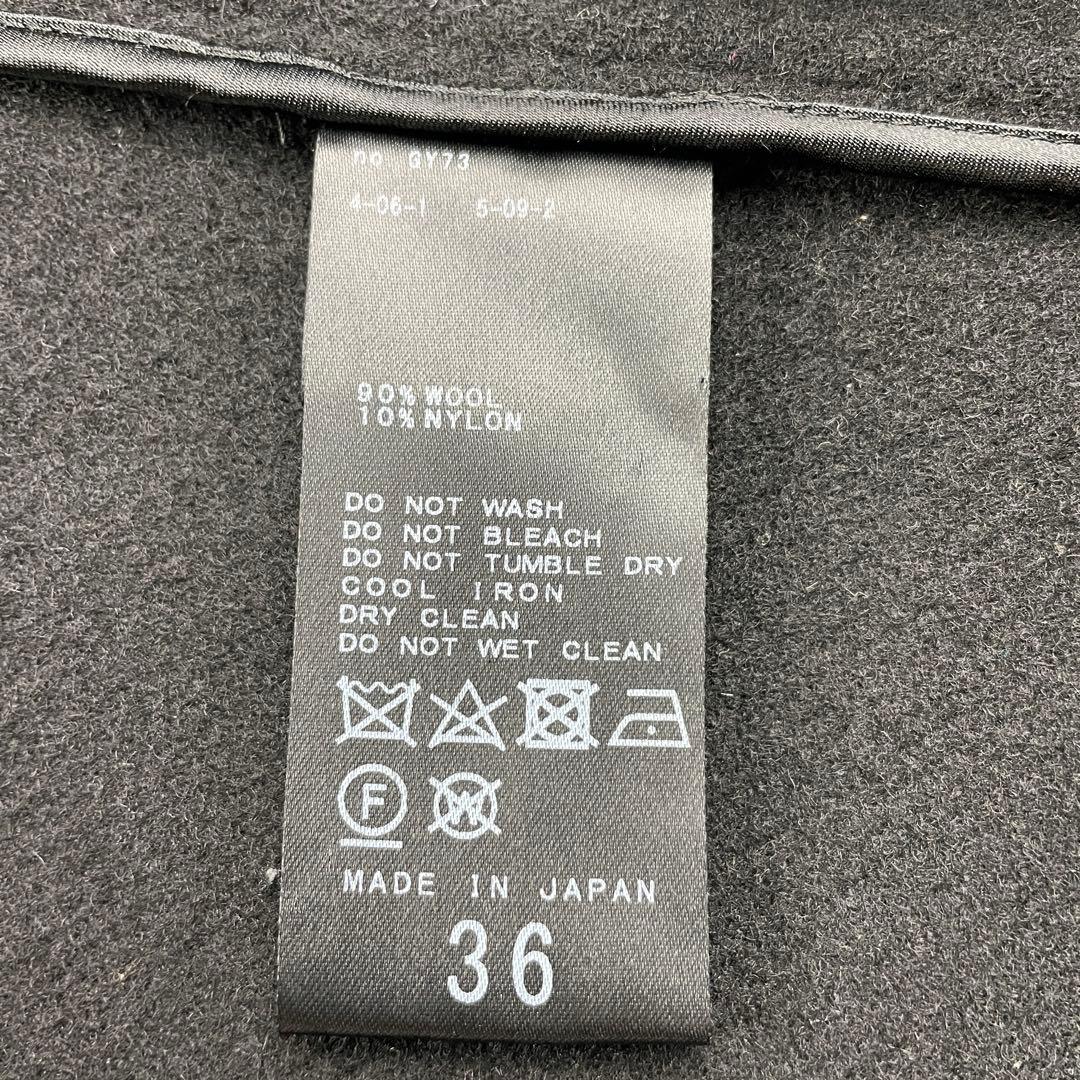 no GY73
4-06-1 5-09-2
90% WOOL
10% NYLON
DO NOT WASH
DO NOT BLEACH
DO NOT TUMBLE DRY
COOL IRON
DRY CLEAN
DO NOT WET CLEAN
F W
MADE IN JAPAN
36